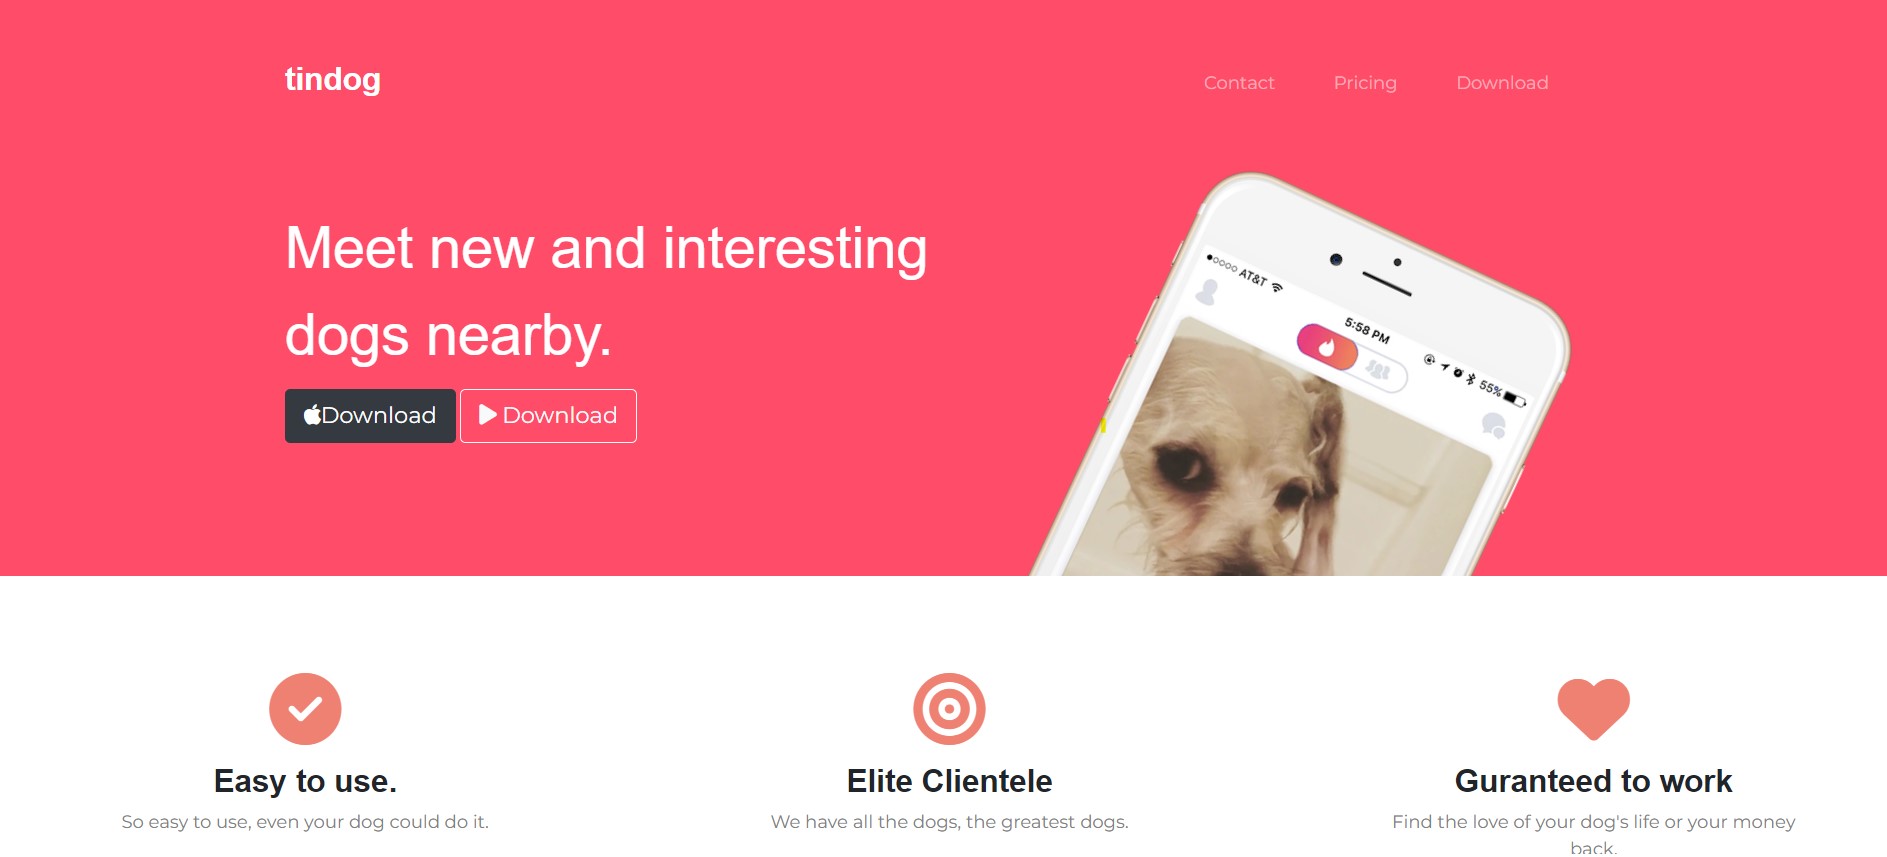 tindog
Contact Pricing Download
Meet new and interesting
dogs nearby.
Download Download
AT&T
5:58 PM
55%
Easy to use.
So easy to use, even your dog could do it.
Elite Clientele
We have all the dogs, the greatest dogs.
Guranteed to work
Find the love of your dog's life or your money
back.